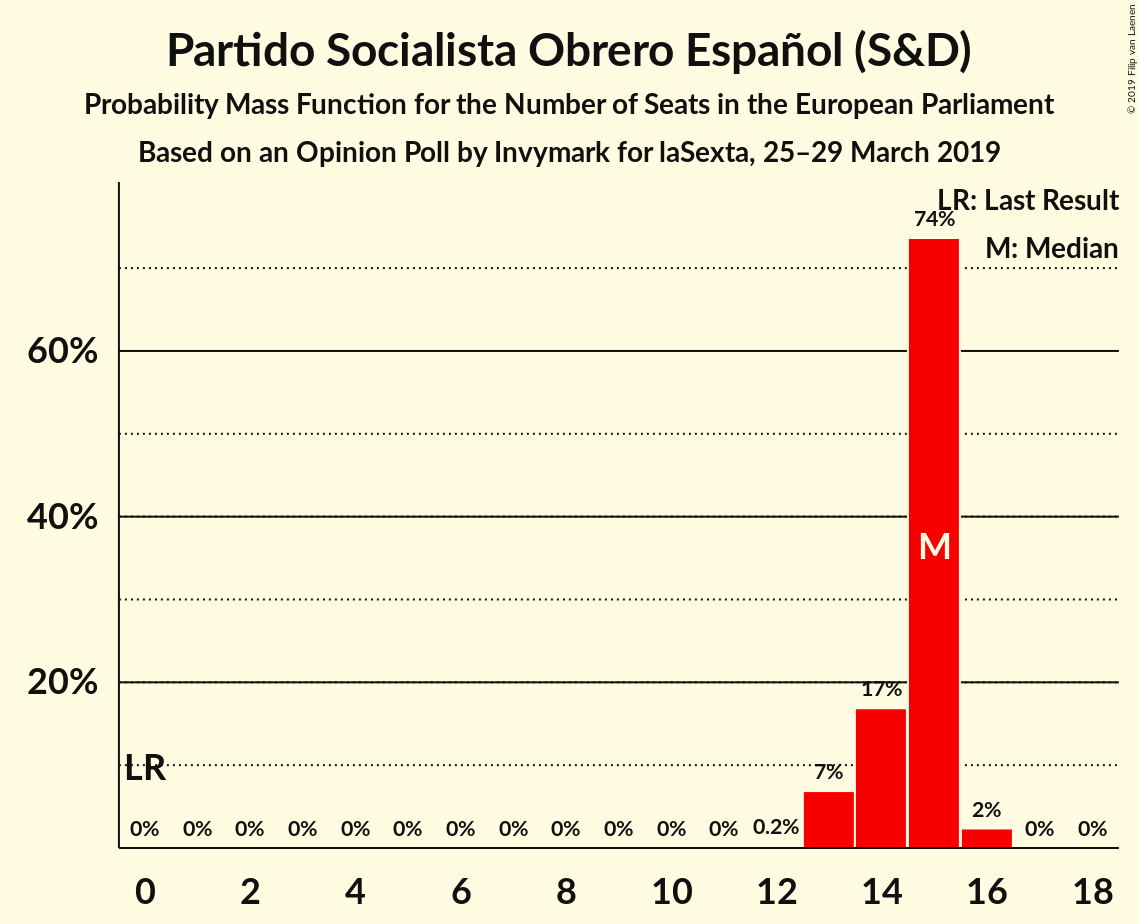 Partido Socialista Obrero Español (S&D)
Probability Mass Function for the Number of Seats in the European Parliament
Based on an Opinion Poll by Invymark for laSexta, 25–29 March 2019
© 2019 Filip van Laenen
LR: Last Result
M: Median
74%
60%
40%
M
20%
17%
LR
7%
0% 0% 0% 0% 0% 0% 0% 0% 0% 0% 0% 0% 0.2% 2% 0% 0%
0 2 4 6 8 10 12 14 16 18